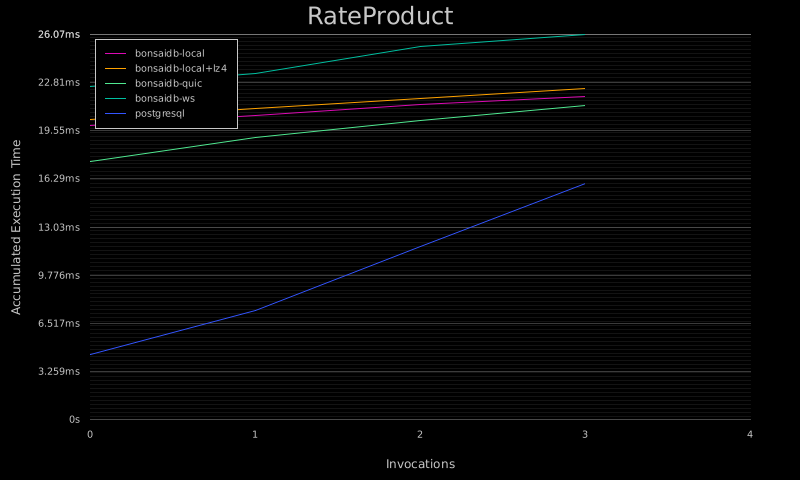 RateProduct
26.07ms
22.81ms
19.55ms
16.29ms
13.03ms
9.776ms
6.517ms
3.259ms
0s
bonsaidb-local
bonsaidb-local+lz4
bonsaidb-quic
bonsaidb-ws
postgresql
Accumulated Execution Time
0 1 2 3 4
Invocations